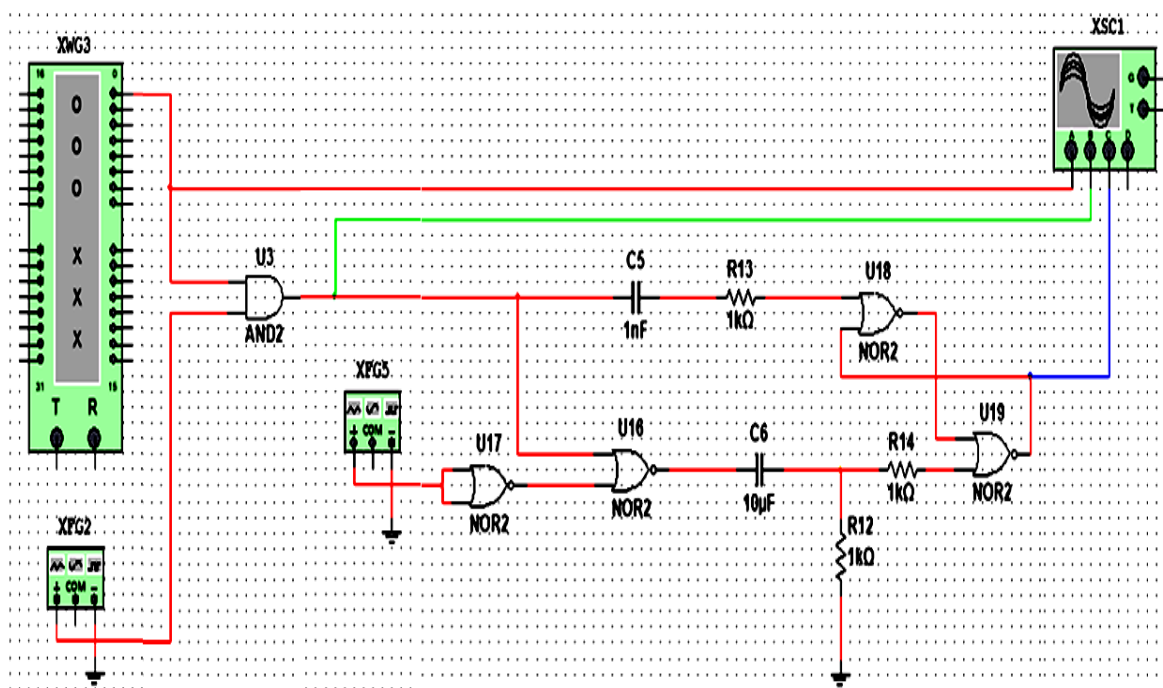 XSC1
XWG3
16 0
O
O
O
X
X
X
31 15
T R
G
T
A B C D
U3
AND2
C5
1nF
R13
1kΩ
U18
NOR2
XFG5
+ COM −
U17
NOR2
U16
NOR2
C6
10µF
R14
1kΩ
U19
NOR2
R12
1kΩ
XFG2
+ COM −